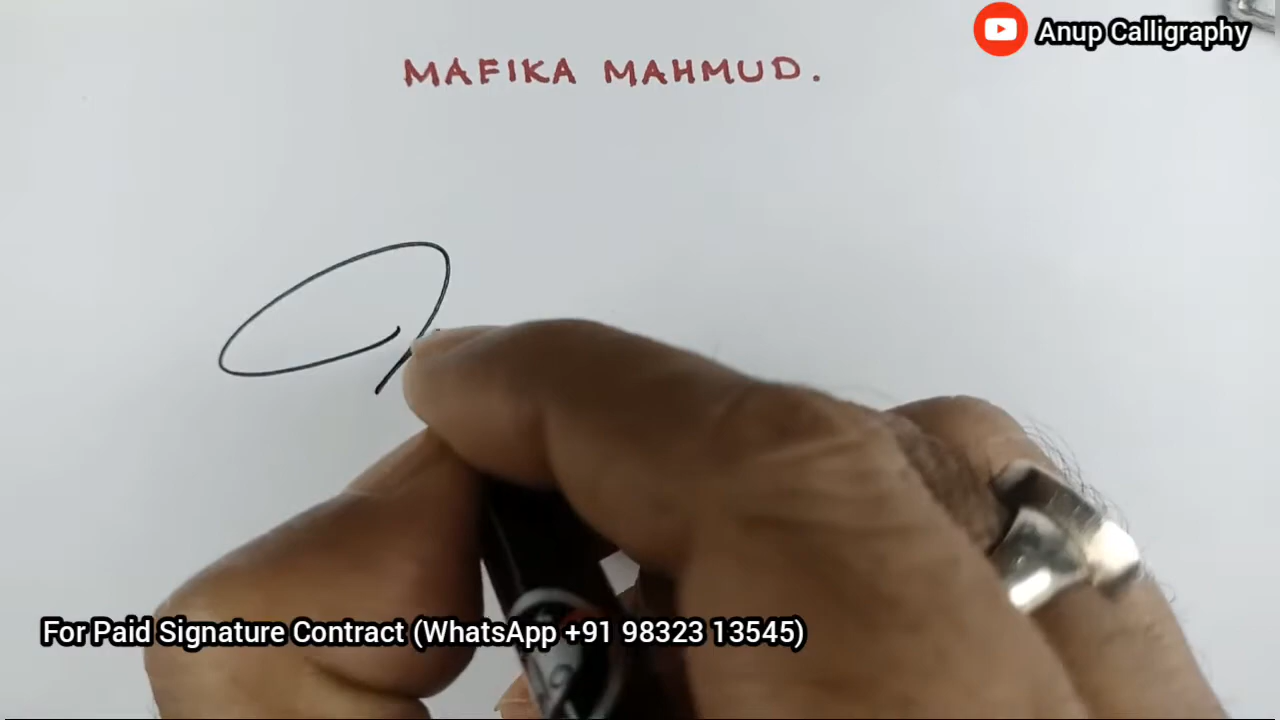 Anup Calligraphy
MAFIKA MAHMUD.
For Paid Signature Contract (WhatsApp +91 98323 13545)